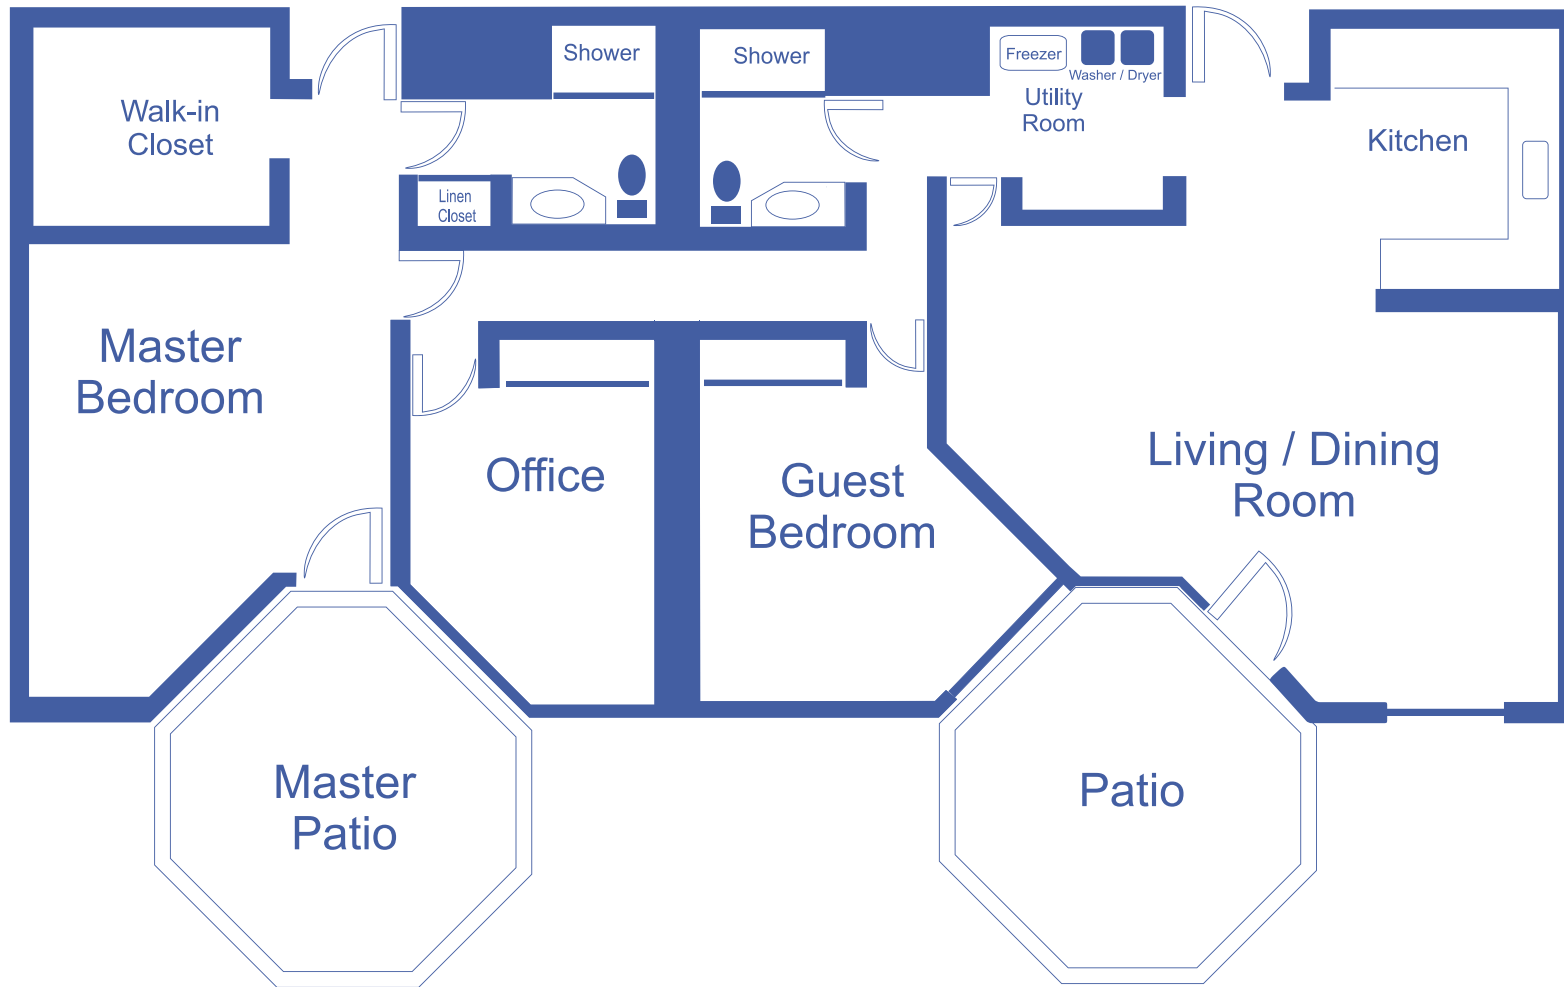 Shower
Shower
Freezer
Washer / Dryer
Utility
Room
Walk-in
Closet
Kitchen
Linen
Closet
Master
Bedroom
Office
Guest
Bedroom
Living / Dining
Room
Master
Patio
Patio